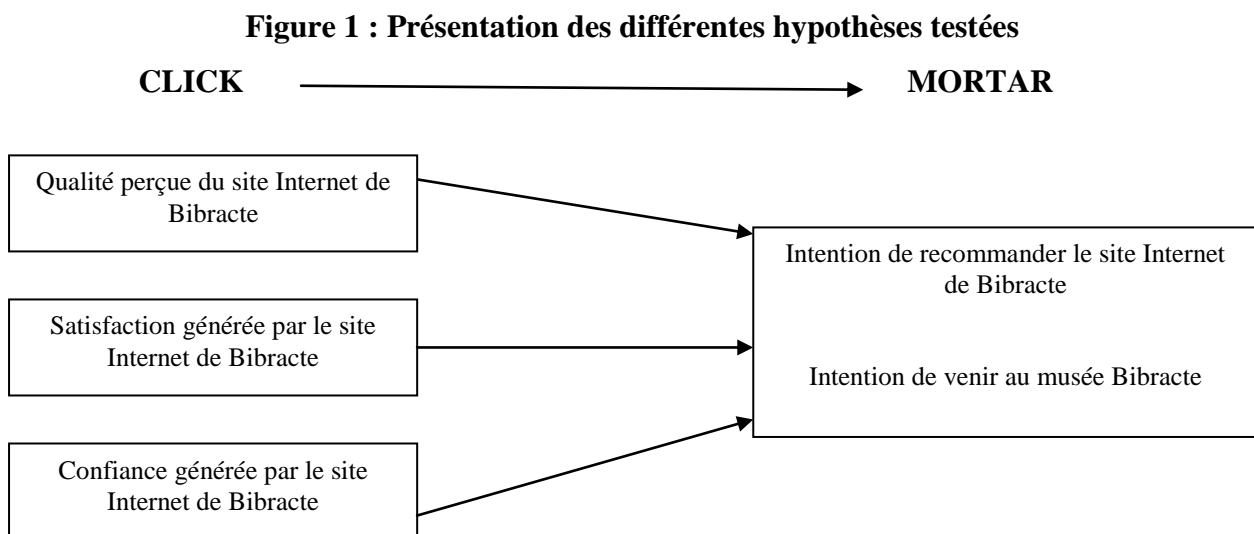 Figure 1 : Présentation des différentes hypothèses testées
CLICK
MORTAR
Qualité perçue du site Internet de
Bibracte
Satisfaction générée par le site
Internet de Bibracte
Confiance générée par le site
Internet de Bibracte
Intention de recommander le site Internet
de Bibracte
Intention de venir au musée Bibracte